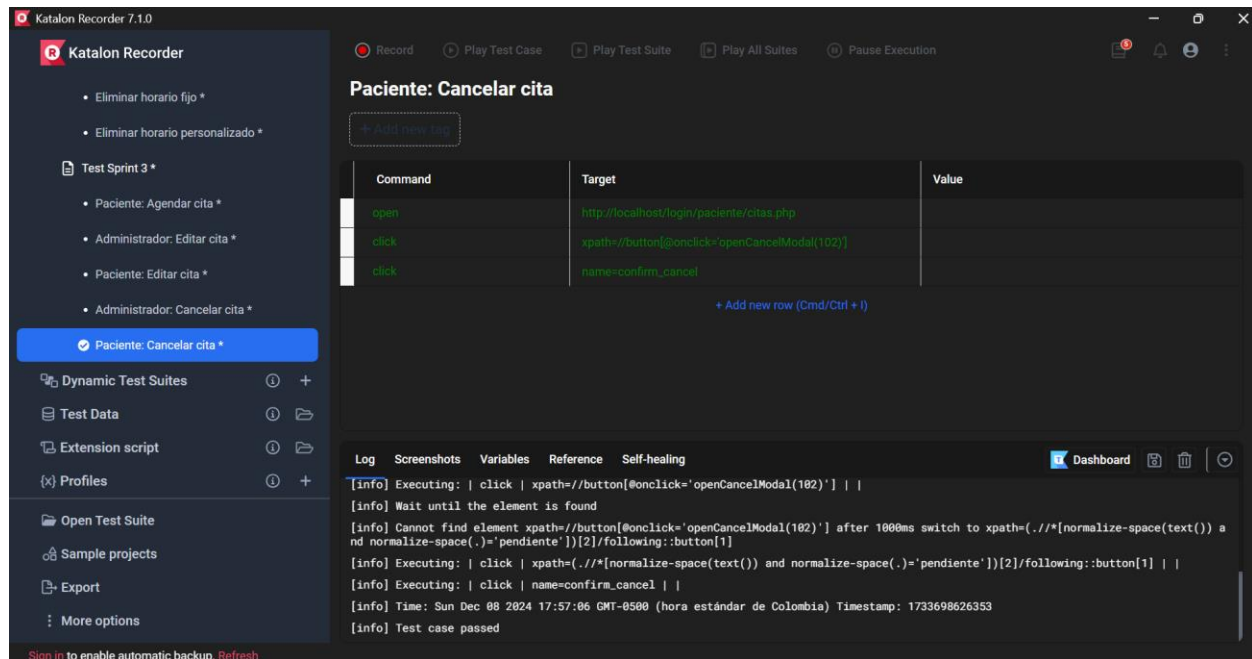 Katalon Recorder 7.1.0
Katalon Recorder
Record Play Test Case Play Test Suite Play All Suites Pause Execution
5
Eliminar horario fijo *
Eliminar horario personalizado *
Test Sprint 3 *
Paciente: Agendar cita *
Administrador: Editar cita *
Paciente: Editar cita *
Administrador: Cancelar cita *
Paciente: Cancelar cita *
Dynamic Test Suites
Test Data
Extension script
{x} Profiles
Open Test Suite
Sample projects
Export
More options
Sign in to enable automatic backup. Refresh
Paciente: Cancelar cita
+ Add new tag
Command Target Value
open http://localhost/login/paciente/citas.php
click xpath=//button[@onclick='openCancelModal(102)']
click name=confirm_cancel
+ Add new row (Cmd/Ctrl + I)
Log Screenshots Variables Reference Self-healing Dashboard
[info] Executing: | click | xpath=//button[@onclick='openCancelModal(102)'] | |
[info] Wait until the element is found
[info] Cannot find element xpath=//button[@onclick='openCancelModal(102)'] after 1000ms switch to xpath=(.//*[normalize-space(text()) a
nd normalize-space(.)='pendiente'])[2]/following::button[1]
[info] Executing: | click | xpath=(.//*[normalize-space(text()) and normalize-space(.)='pendiente'])[2]/following::button[1] | |
[info] Executing: | click | name=confirm_cancel | |
[info] Time: Sun Dec 08 2024 17:57:06 GMT-0500 (hora estándar de Colombia) Timestamp: 1733698626353
[info] Test case passed